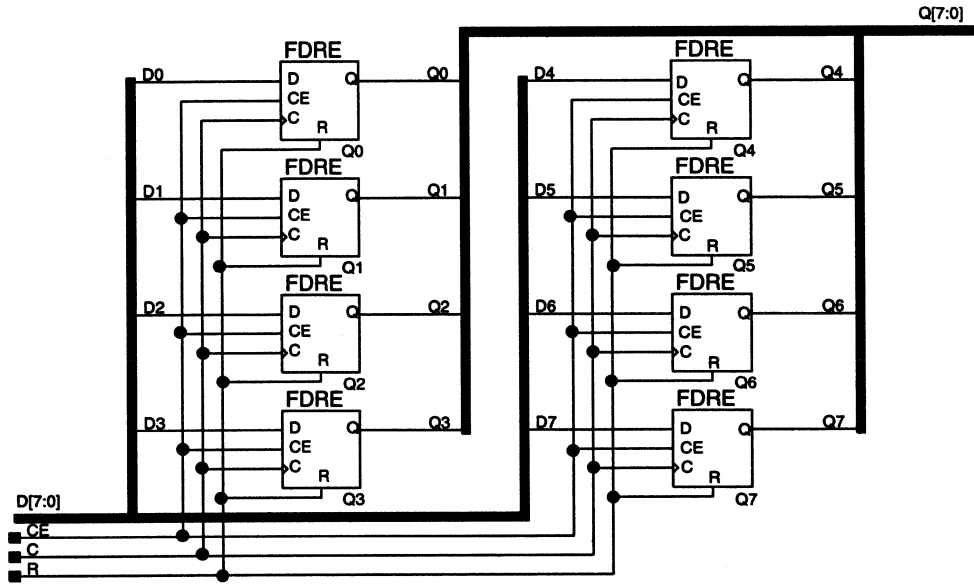 Q[7:0]
FDRE
D0 D Q Q0
CE
C
R
Q0
FDRE
D1 D Q Q1
CE
C
R
Q1
FDRE
D2 D Q Q2
CE
C
R
Q2
FDRE
D3 D Q Q3
CE
C
R
Q3
FDRE
D4 D Q Q4
CE
C
R
Q4
FDRE
D5 D Q Q5
CE
C
R
Q5
FDRE
D6 D Q Q6
CE
C
R
Q6
FDRE
D7 D Q Q7
CE
C
R
Q7
D[7:0]
CE
C
R